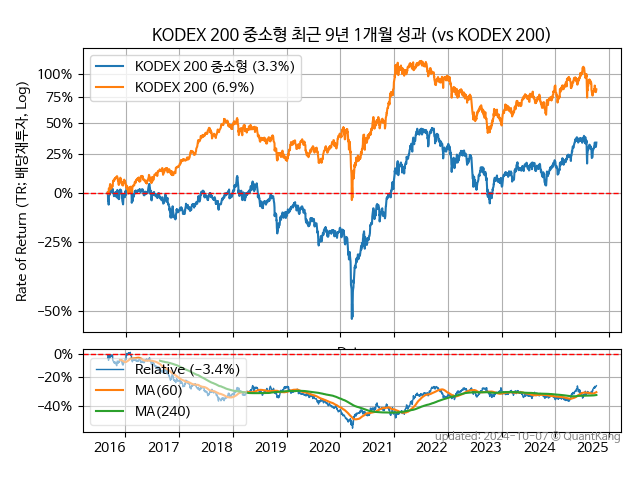 KODEX 200 중소형 최근 9년 1개월 성과 (vs KODEX 200)
Rate of Return (TR: 배당재투자, Log)
100%
75%
50%
25%
0%
−25%
−50%
KODEX 200 중소형 (3.3%)
KODEX 200 (6.9%)
0%
−20%
−40%
Relative (−3.4%)
MA(60)
MA(240)
2016 2017 2018 2019 2020 2021 2022 2023 2024 2025
updated: 2024-10-07 © QuantKang